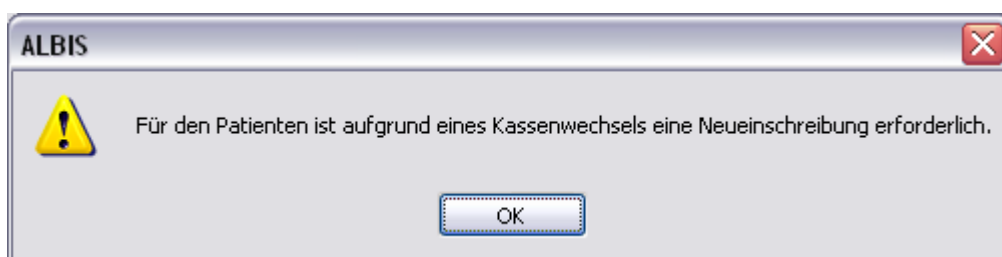 ALBIS
Für den Patienten ist aufgrund eines Kassenwechsels eine Neueinschreibung erforderlich.
OK